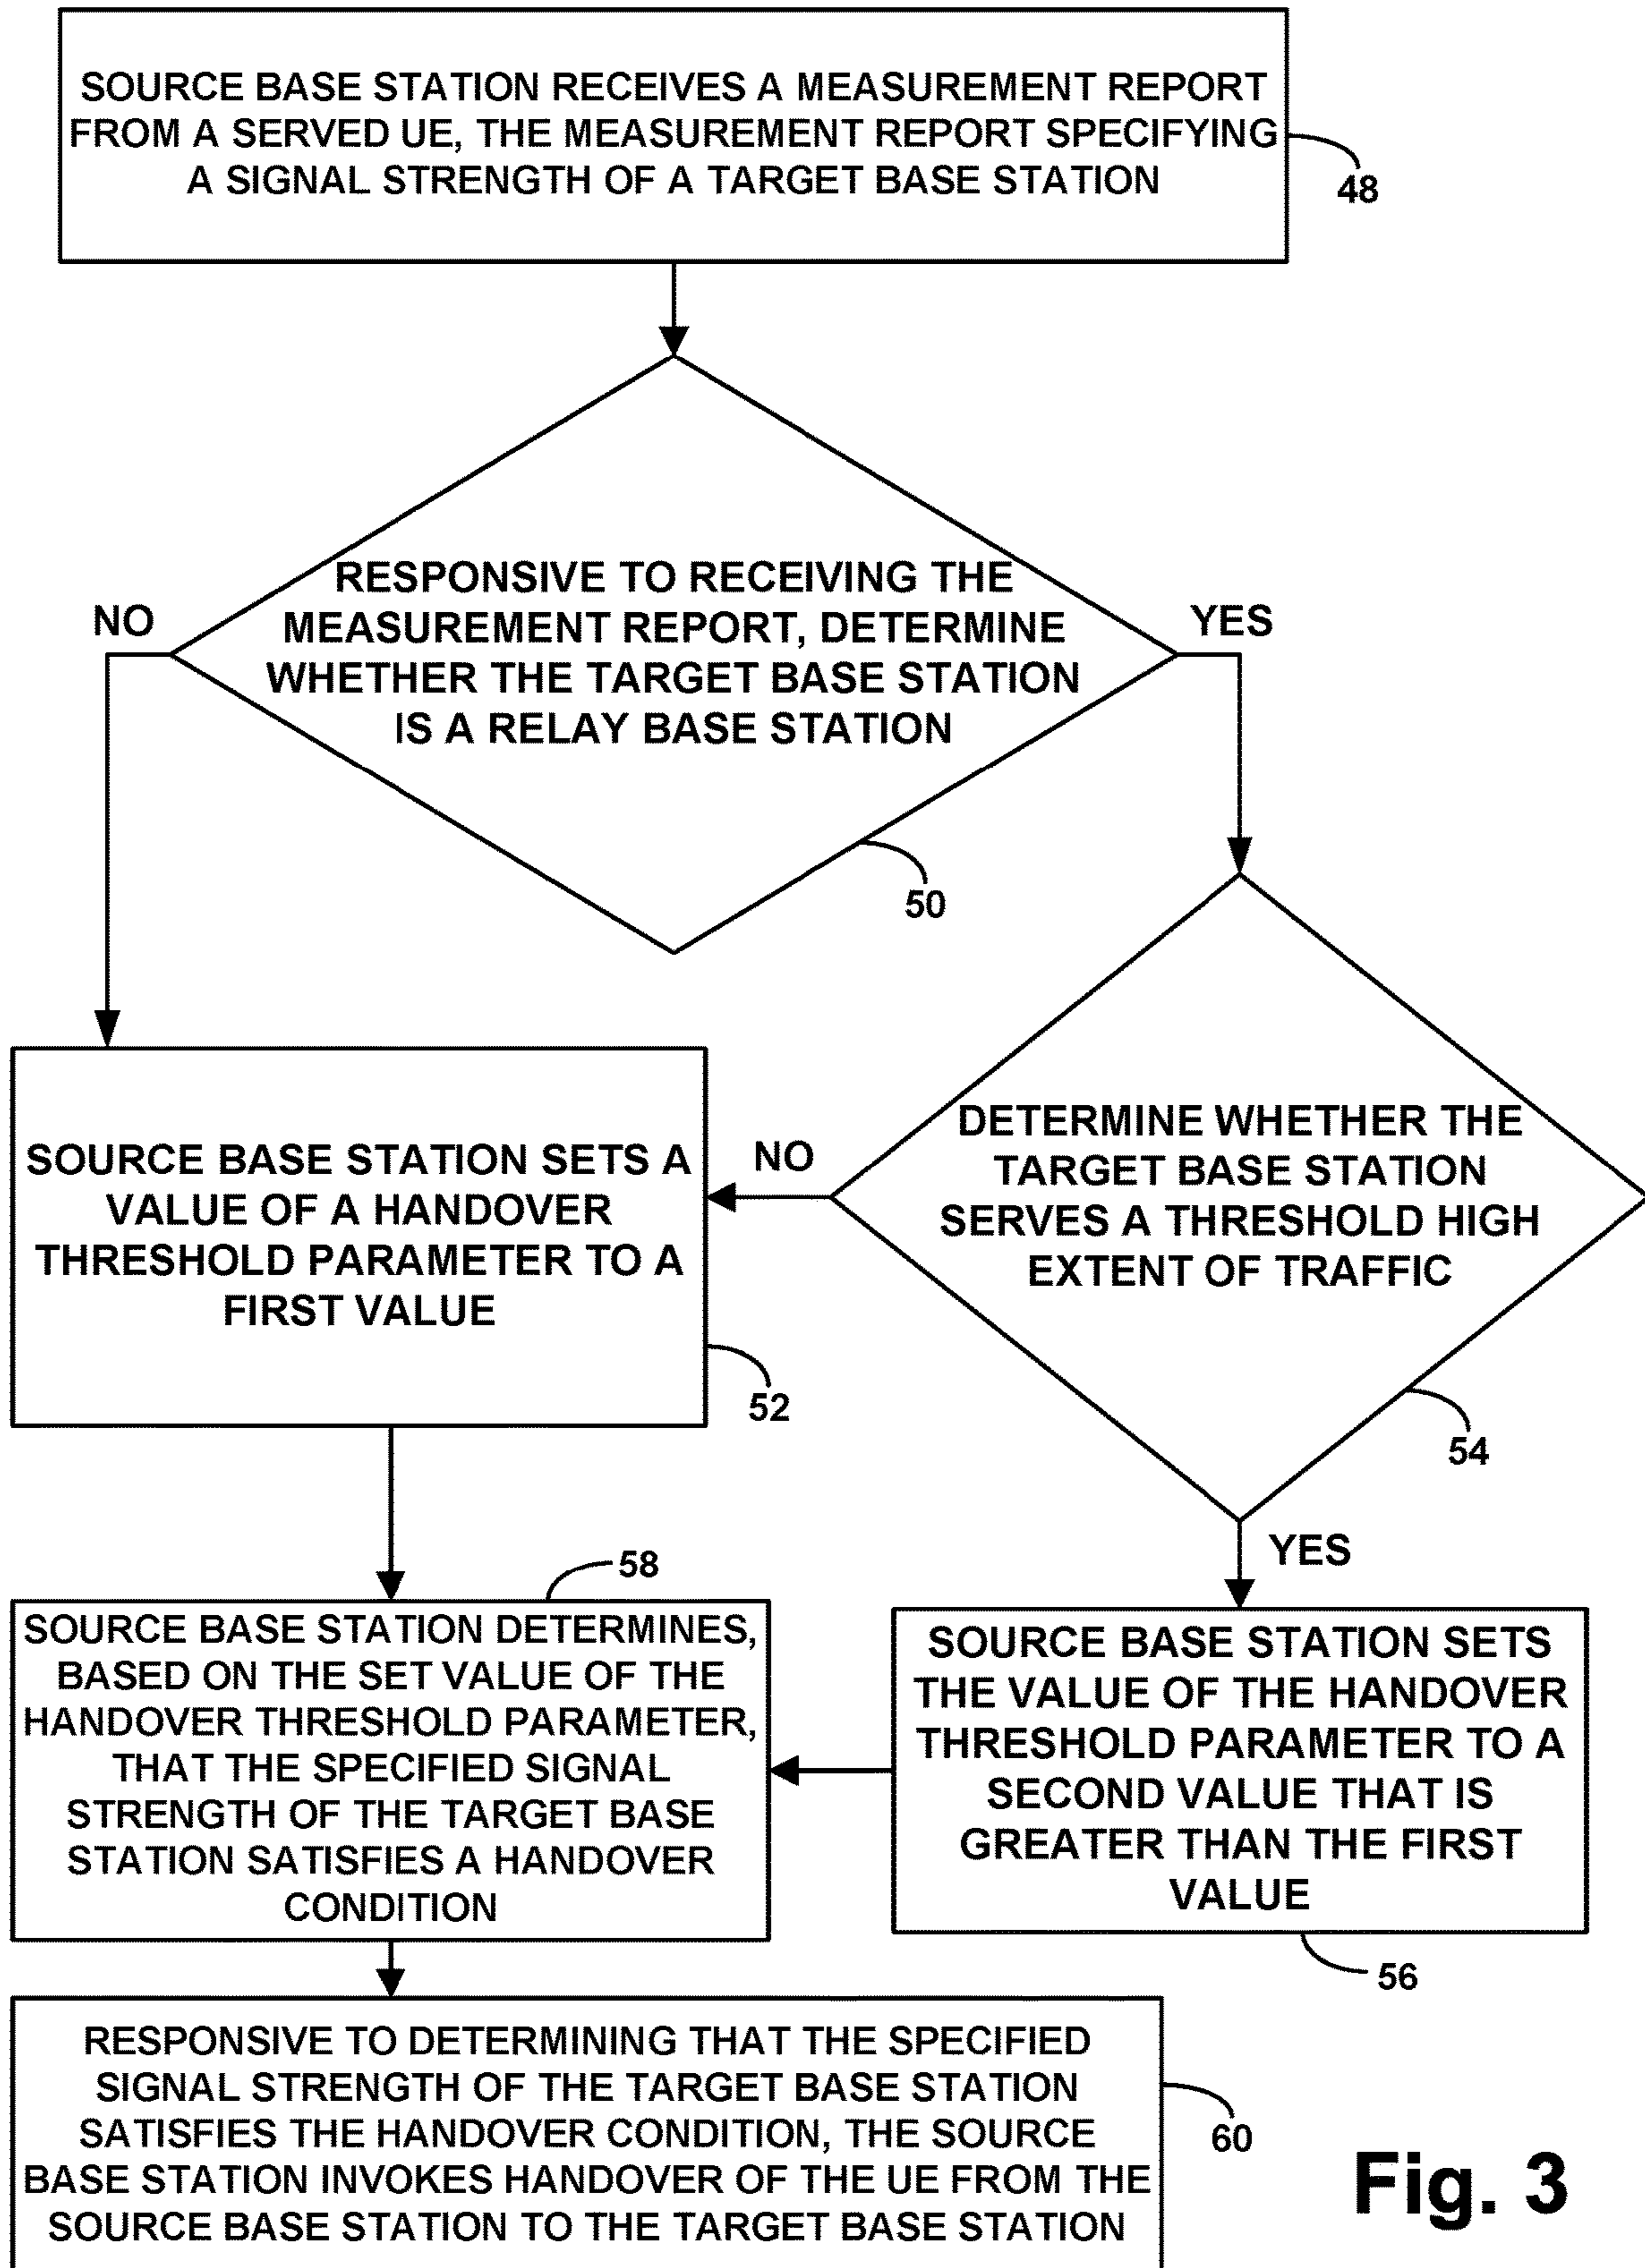 SOURCE BASE STATION RECEIVES A MEASUREMENT REPORT
FROM A SERVED UE, THE MEASUREMENT REPORT SPECIFYING
A SIGNAL STRENGTH OF A TARGET BASE STATION
48
RESPONSIVE TO RECEIVING THE
MEASUREMENT REPORT, DETERMINE
WHETHER THE TARGET BASE STATION
IS A RELAY BASE STATION
NO
YES
50
SOURCE BASE STATION SETS A
VALUE OF A HANDOVER
THRESHOLD PARAMETER TO A
FIRST VALUE
52
NO
DETERMINE WHETHER THE
TARGET BASE STATION
SERVES A THRESHOLD HIGH
EXTENT OF TRAFFIC
54
YES
58
SOURCE BASE STATION DETERMINES,
BASED ON THE SET VALUE OF THE
HANDOVER THRESHOLD PARAMETER,
THAT THE SPECIFIED SIGNAL
STRENGTH OF THE TARGET BASE
STATION SATISFIES A HANDOVER
CONDITION
SOURCE BASE STATION SETS
THE VALUE OF THE HANDOVER
THRESHOLD PARAMETER TO A
SECOND VALUE THAT IS
GREATER THAN THE FIRST
VALUE
56
RESPONSIVE TO DETERMINING THAT THE SPECIFIED
SIGNAL STRENGTH OF THE TARGET BASE STATION
SATISFIES THE HANDOVER CONDITION, THE SOURCE
BASE STATION INVOKES HANDOVER OF THE UE FROM THE
SOURCE BASE STATION TO THE TARGET BASE STATION
60
Fig. 3